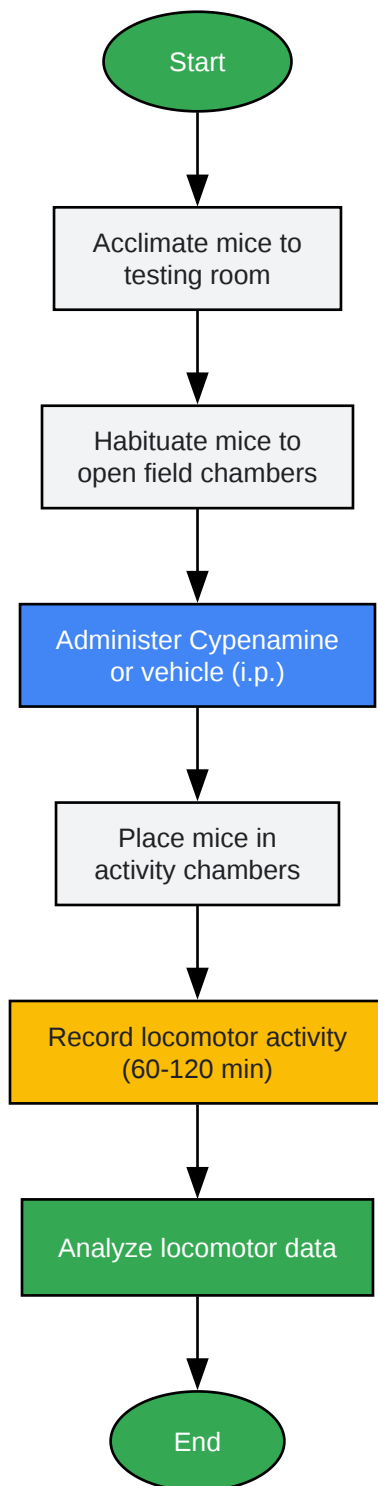 Start
Acclimate mice to
testing room
Habituate mice to
open field chambers
Administer Cypenamine
or vehicle (i.p.)
Place mice in
activity chambers
Record locomotor activity
(60-120 min)
Analyze locomotor data
End